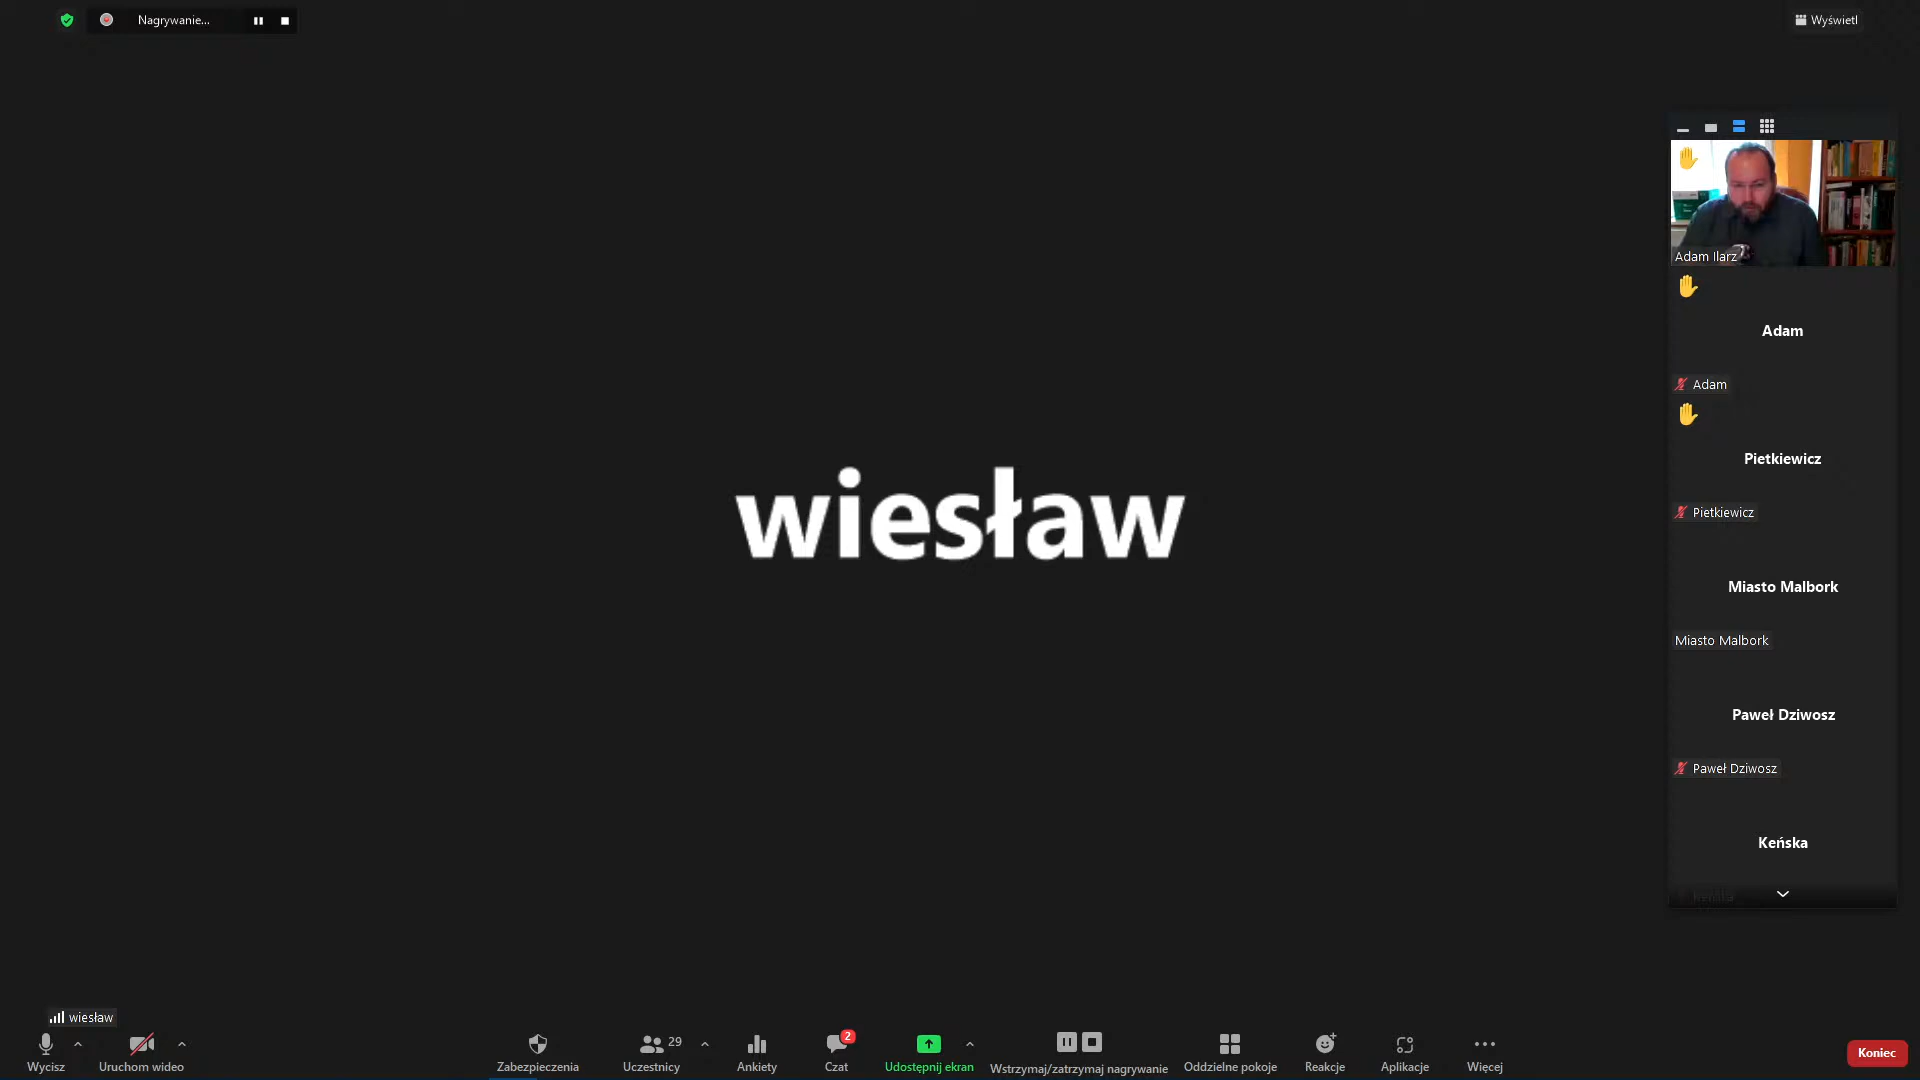 Nagrywanie...
Wyświetl
Adam Ilarz
Adam
Adam
Pietkiewicz
Pietkiewicz
Miasto Malbork
Miasto Malbork
Paweł Dziwosz
Paweł Dziwosz
Keńska
wiesław
wiesław
Wycisz
Uruchom wideo
Zabezpieczenia
29
Uczestnicy
Ankiety
2
Czat
Udostępnij ekran
Wstrzymaj/zatrzymaj nagrywanie
Oddzielne pokoje
Reakcje
Aplikacje
Więcej
Koniec